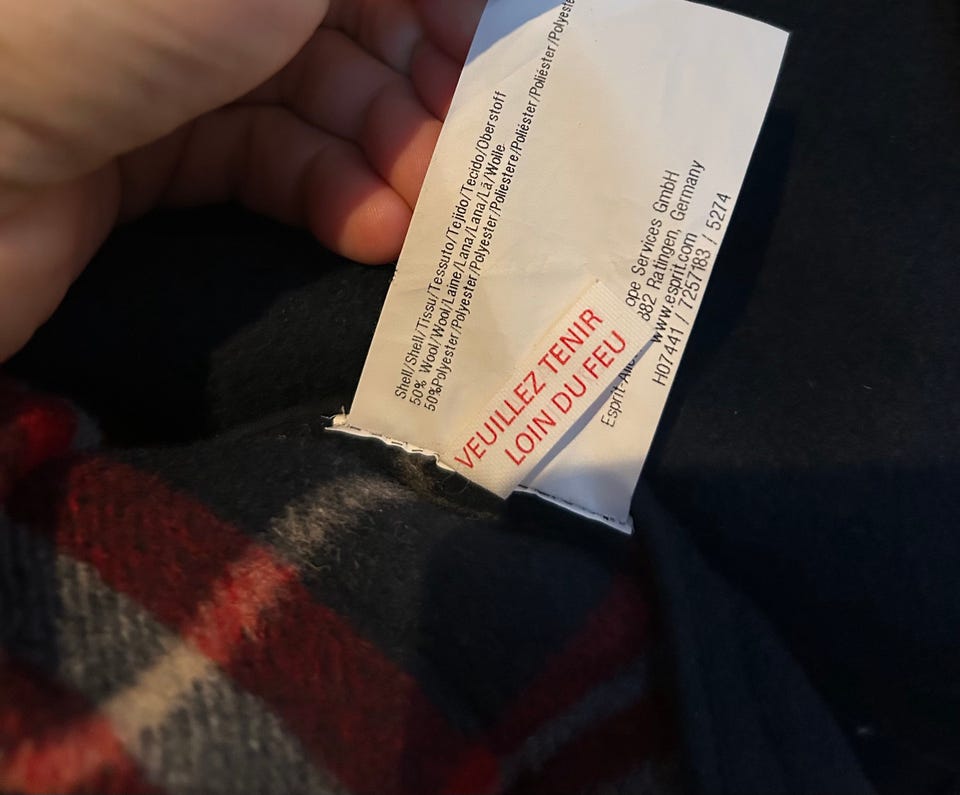 Shell/Shell/Tissu/Tessuto/Tejido/Tecido/Oberstoff
50% Wool/Wool/Laine/Lana/Lana/Lã/Wolle
50%Polyester/Polyester/Polyester/Poliestere/Poliéster/Poliéster/Polyeste
VEUILLEZ TENIR
LOIN DU FEU
Esprit
ope Services GmbH
882 Ratingen, Germany
www.esprit.com
H07441 / 7257183 / 5274